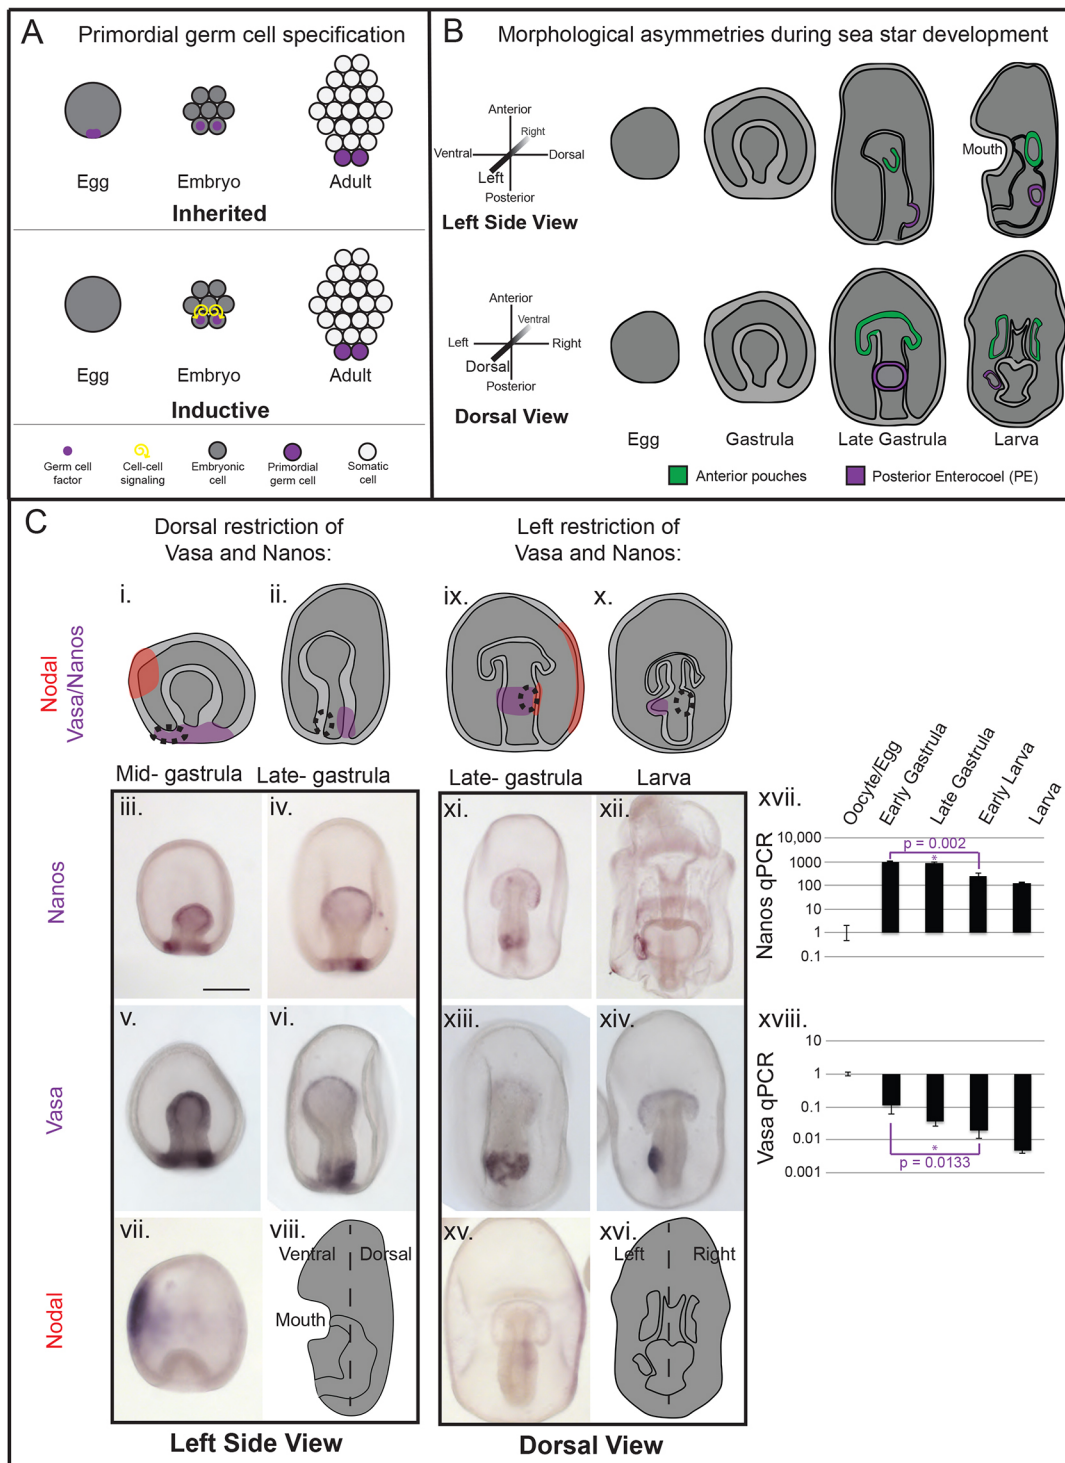 A
Primordial germ cell specification
Egg
Embryo
Adult
Inherited
Egg
Embryo
Adult
Inductive
Germ cell
factor
Cell-cell
signaling
Embryonic
cell
Primordial
germ cell
Somatic
cell
B
Morphological asymmetries during sea star development
Anterior
Right
Ventral
Dorsal
Left
Posterior
Left Side View
Mouth
Anterior
Ventral
Left
Right
Dorsal
Posterior
Dorsal View
Egg
Gastrula
Late Gastrula
Larva
Anterior pouches
Posterior Enterocoel (PE)
C
Dorsal restriction of
Vasa and Nanos:
Left restriction of
Vasa and Nanos:
Nodal
Vasa/Nanos
i.
ii.
ix.
x.
Mid- gastrula
Late- gastrula
Late- gastrula
Larva
Nanos
iii.
iv.
xi.
xii.
Vasa
v.
vi.
xiii.
xiv.
Nodal
vii.
viii.
Ventral
Dorsal
Mouth
xv.
xvi.
Left
Right
Left Side View
Dorsal View
xvii.
Oocyte/Egg
Early Gastrula
Late Gastrula
Early Larva
Larva
Nanos qPCR
10,000
1000
100
10
1
0.1
p = 0.002
*
xviii.
Vasa qPCR
10
1
0.1
0.01
0.001
*
p = 0.0133